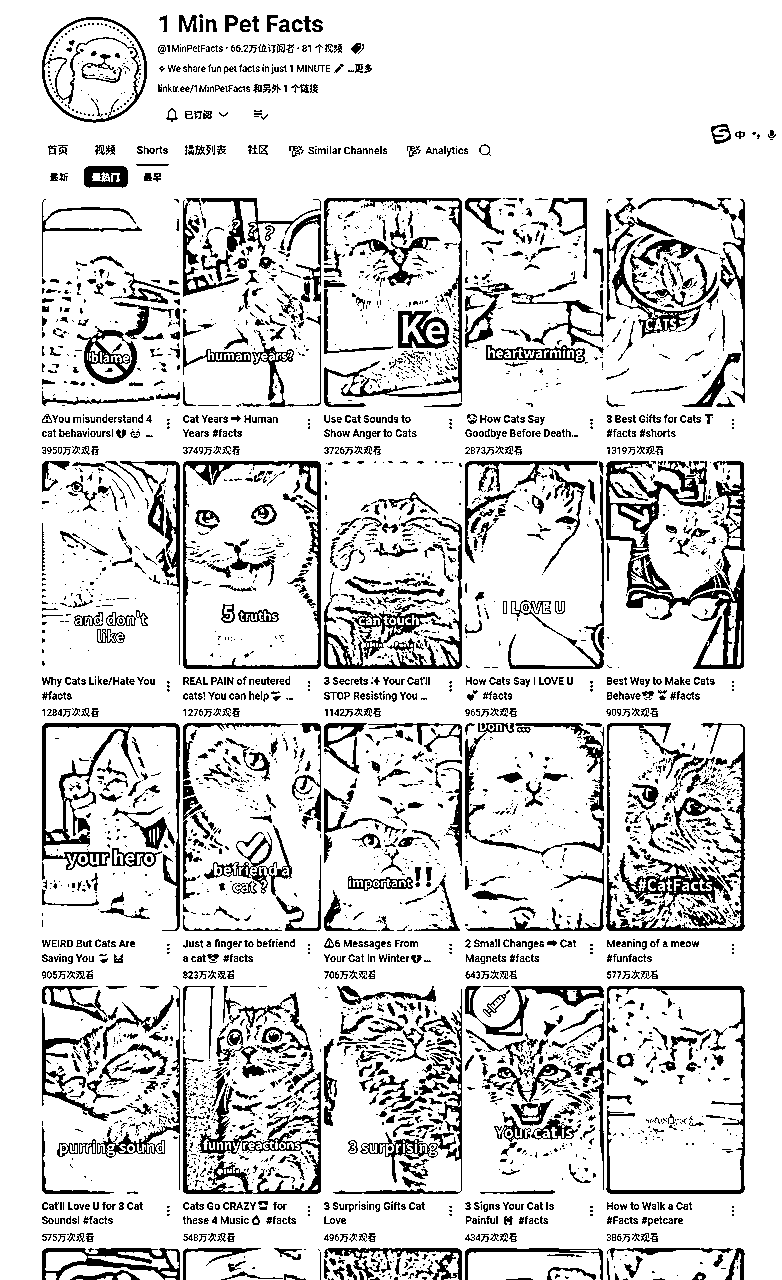 1 Min Pet Facts
@1MinPetFacts · 66.2万位订阅者 · 81 个视频
We share fun pet facts in just 1 MINUTE ...更多
linktr.ee/1MinPetFacts 和另外 1 个链接
已订阅
中
首页 视频 Shorts 播放列表 社区 Similar Channels Analytics
最新 最热门 最早
blame
human years?
? ?
Ke
heartwarming
CATS
You misunderstand 4
cat behaviours! ...
3950万次观看
Cat Years ➡ Human
Years #facts
3749万次观看
Use Cat Sounds to
Show Anger to Cats
3726万次观看
How Cats Say
Goodbye Before Death...
2873万次观看
3 Best Gifts for Cats
#facts #shorts
1319万次观看
and don't
like
5 truths
can touch
I LOVE U
Why Cats Like/Hate You
#facts
1284万次观看
REAL PAIN of neutered
cats! You can help ...
1276万次观看
3 Secrets Your Cat'll
STOP Resisting You ...
1142万次观看
How Cats Say I LOVE U
#facts
965万次观看
Best Way to Make Cats
Behave #facts
909万次观看
your hero
befriend a
cat ?
important!!
Don't ...
#CatFacts
WEIRD But Cats Are
Saving You
905万次观看
Just a finger to befriend
a cat #facts
823万次观看
6 Messages From
Your Cat In Winter ...
706万次观看
2 Small Changes ➡ Cat
Magnets #facts
643万次观看
Meaning of a meow
#funfacts
577万次观看
purring sound
funny reactions
3 surprising
Your cat is
Cat'll Love U for 3 Cat
Sounds! #facts
575万次观看
Cats Go CRAZY for
these 4 Music #facts
548万次观看
3 Surprising Gifts Cat
Love
496万次观看
3 Signs Your Cat Is
Painful #facts
434万次观看
How to Walk a Cat
#Facts #petcare
386万次观看